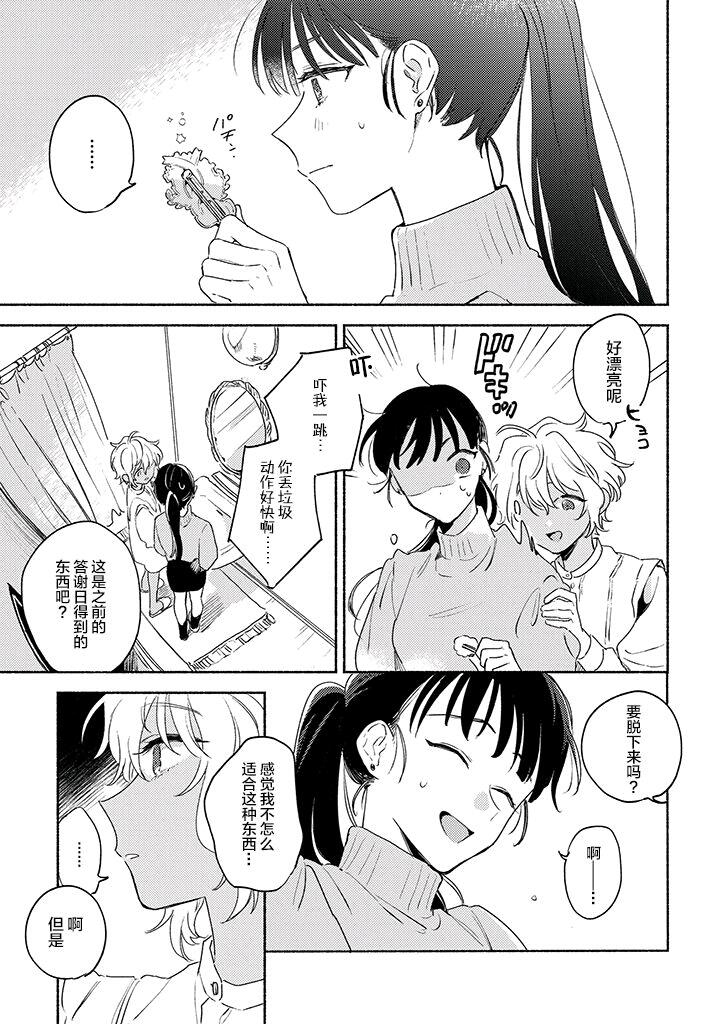 ……
パチン
好漂亮呢
ヒョコ
ドキ
吓
吓我一跳…
你丢垃圾
动作好快啊……
这是之前的
答谢日得到的
东西吧？
要脱下来吗？
啊——…
感觉我不怎么
适合这种东西…
啊
但是